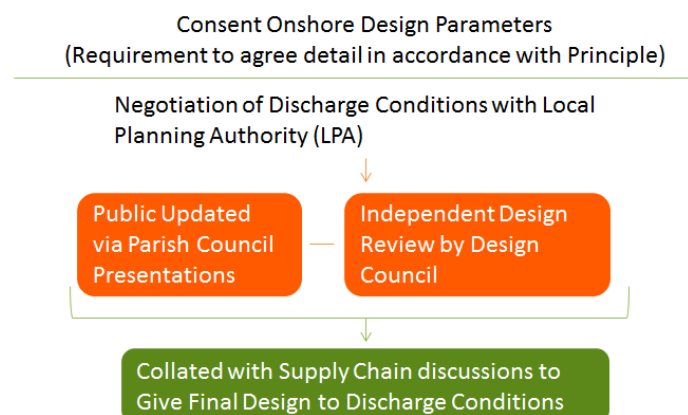 Consent Onshore Design Parameters
(Requirement to agree detail in accordance with Principle)
Negotiation of Discharge Conditions with Local
Planning Authority (LPA)
Public Updated
via Parish Council
Presentations
Independent Design
Review by Design
Council
Collated with Supply Chain discussions to
Give Final Design to Discharge Conditions